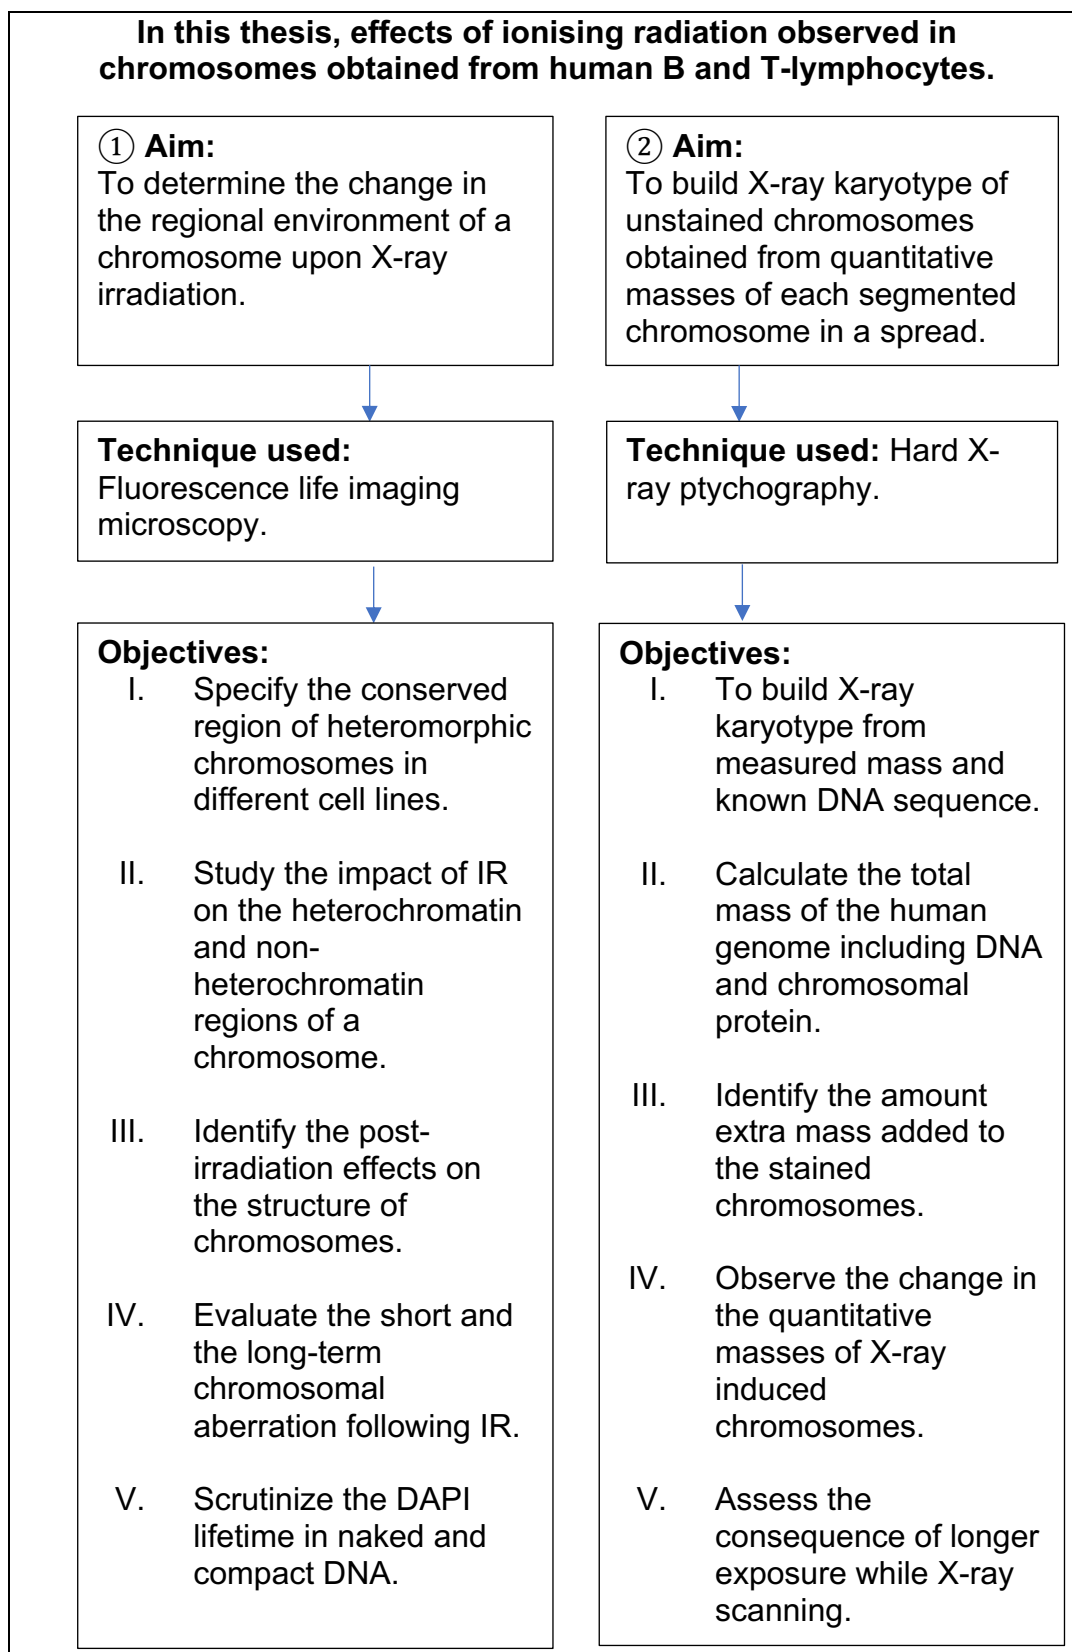 In this thesis, effects of ionising radiation observed in
chromosomes obtained from human B and T-lymphocytes.
① Aim:
To determine the change in
the regional environment of a
chromosome upon X-ray
irradiation.
Technique used:
Fluorescence life imaging
microscopy.
Objectives:
I. Specify the conserved
region of heteromorphic
chromosomes in
different cell lines.
II. Study the impact of IR
on the heterochromatin
and non-
heterochromatin
regions of a
chromosome.
III. Identify the post-
irradiation effects on
the structure of
chromosomes.
IV. Evaluate the short and
the long-term
chromosomal
aberration following IR.
V. Scrutinize the DAPI
lifetime in naked and
compact DNA.
② Aim:
To build X-ray karyotype of
unstained chromosomes
obtained from quantitative
masses of each segmented
chromosome in a spread.
Technique used: Hard X-
ray ptychography.
Objectives:
I. To build X-ray
karyotype from
measured mass and
known DNA sequence.
II. Calculate the total
mass of the human
genome including DNA
and chromosomal
protein.
III. Identify the amount
extra mass added to
the stained
chromosomes.
IV. Observe the change in
the quantitative
masses of X-ray
induced
chromosomes.
V. Assess the
consequence of longer
exposure while X-ray
scanning.